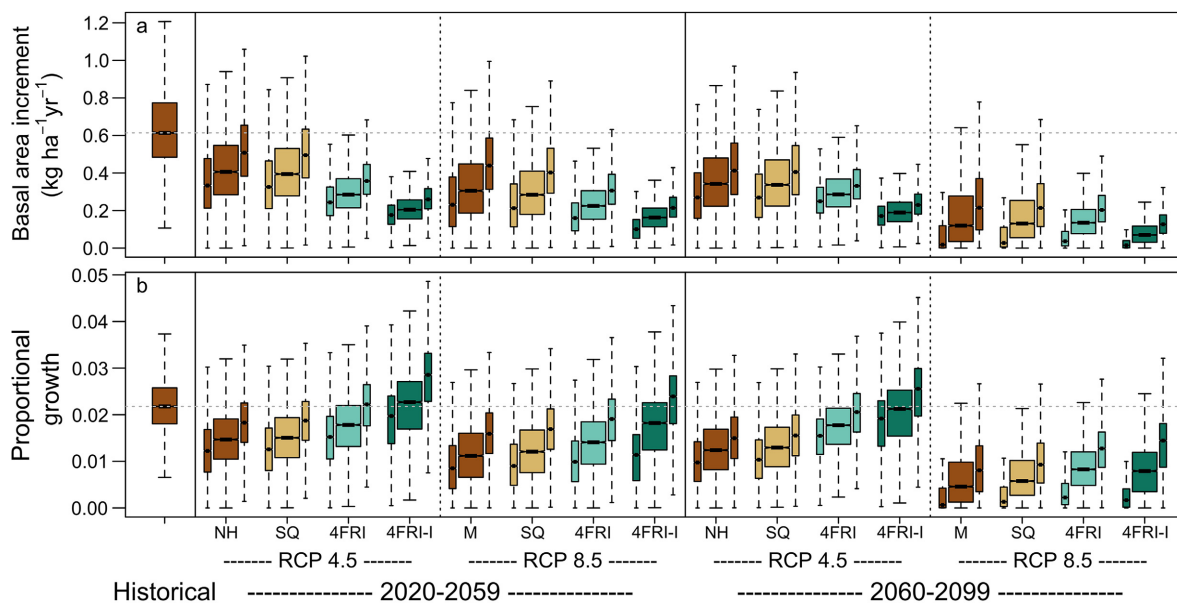 a
Basal area increment
(kg ha⁻¹yr⁻¹)
1.2
1.0
0.8
0.6
0.4
0.2
0.0
b
Proportional
growth
0.05
0.04
0.03
0.02
0.01
0.00
NH SQ 4FRI 4FRI-I M SQ 4FRI 4FRI-I NH SQ 4FRI 4FRI-I M SQ 4FRI 4FRI-I
------- RCP 4.5 ------- ------- RCP 8.5 ------- ------- RCP 4.5 ------- ------- RCP 8.5 -------
Historical -------------- 2020-2059 -------------- -------------- 2060-2099 --------------